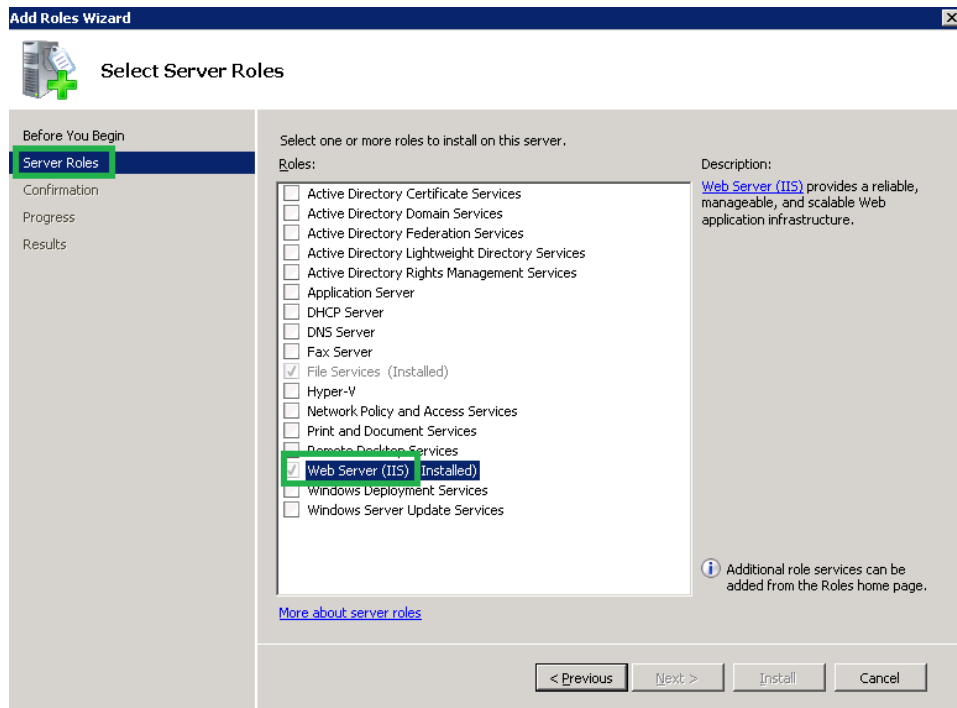 Add Roles Wizard
Select Server Roles
Before You Begin
Server Roles
Confirmation
Progress
Results
Select one or more roles to install on this server.
Roles:
Active Directory Certificate Services
Active Directory Domain Services
Active Directory Federation Services
Active Directory Lightweight Directory Services
Active Directory Rights Management Services
Application Server
DHCP Server
DNS Server
Fax Server
File Services (Installed)
Hyper-V
Network Policy and Access Services
Print and Document Services
Remote Desktop Services
Web Server (IIS) (Installed)
Windows Deployment Services
Windows Server Update Services
More about server roles
Description:
Web Server (IIS) provides a reliable,
manageable, and scalable Web
application infrastructure.
Additional role services can be
added from the Roles home page.
< Previous
Next >
Install
Cancel